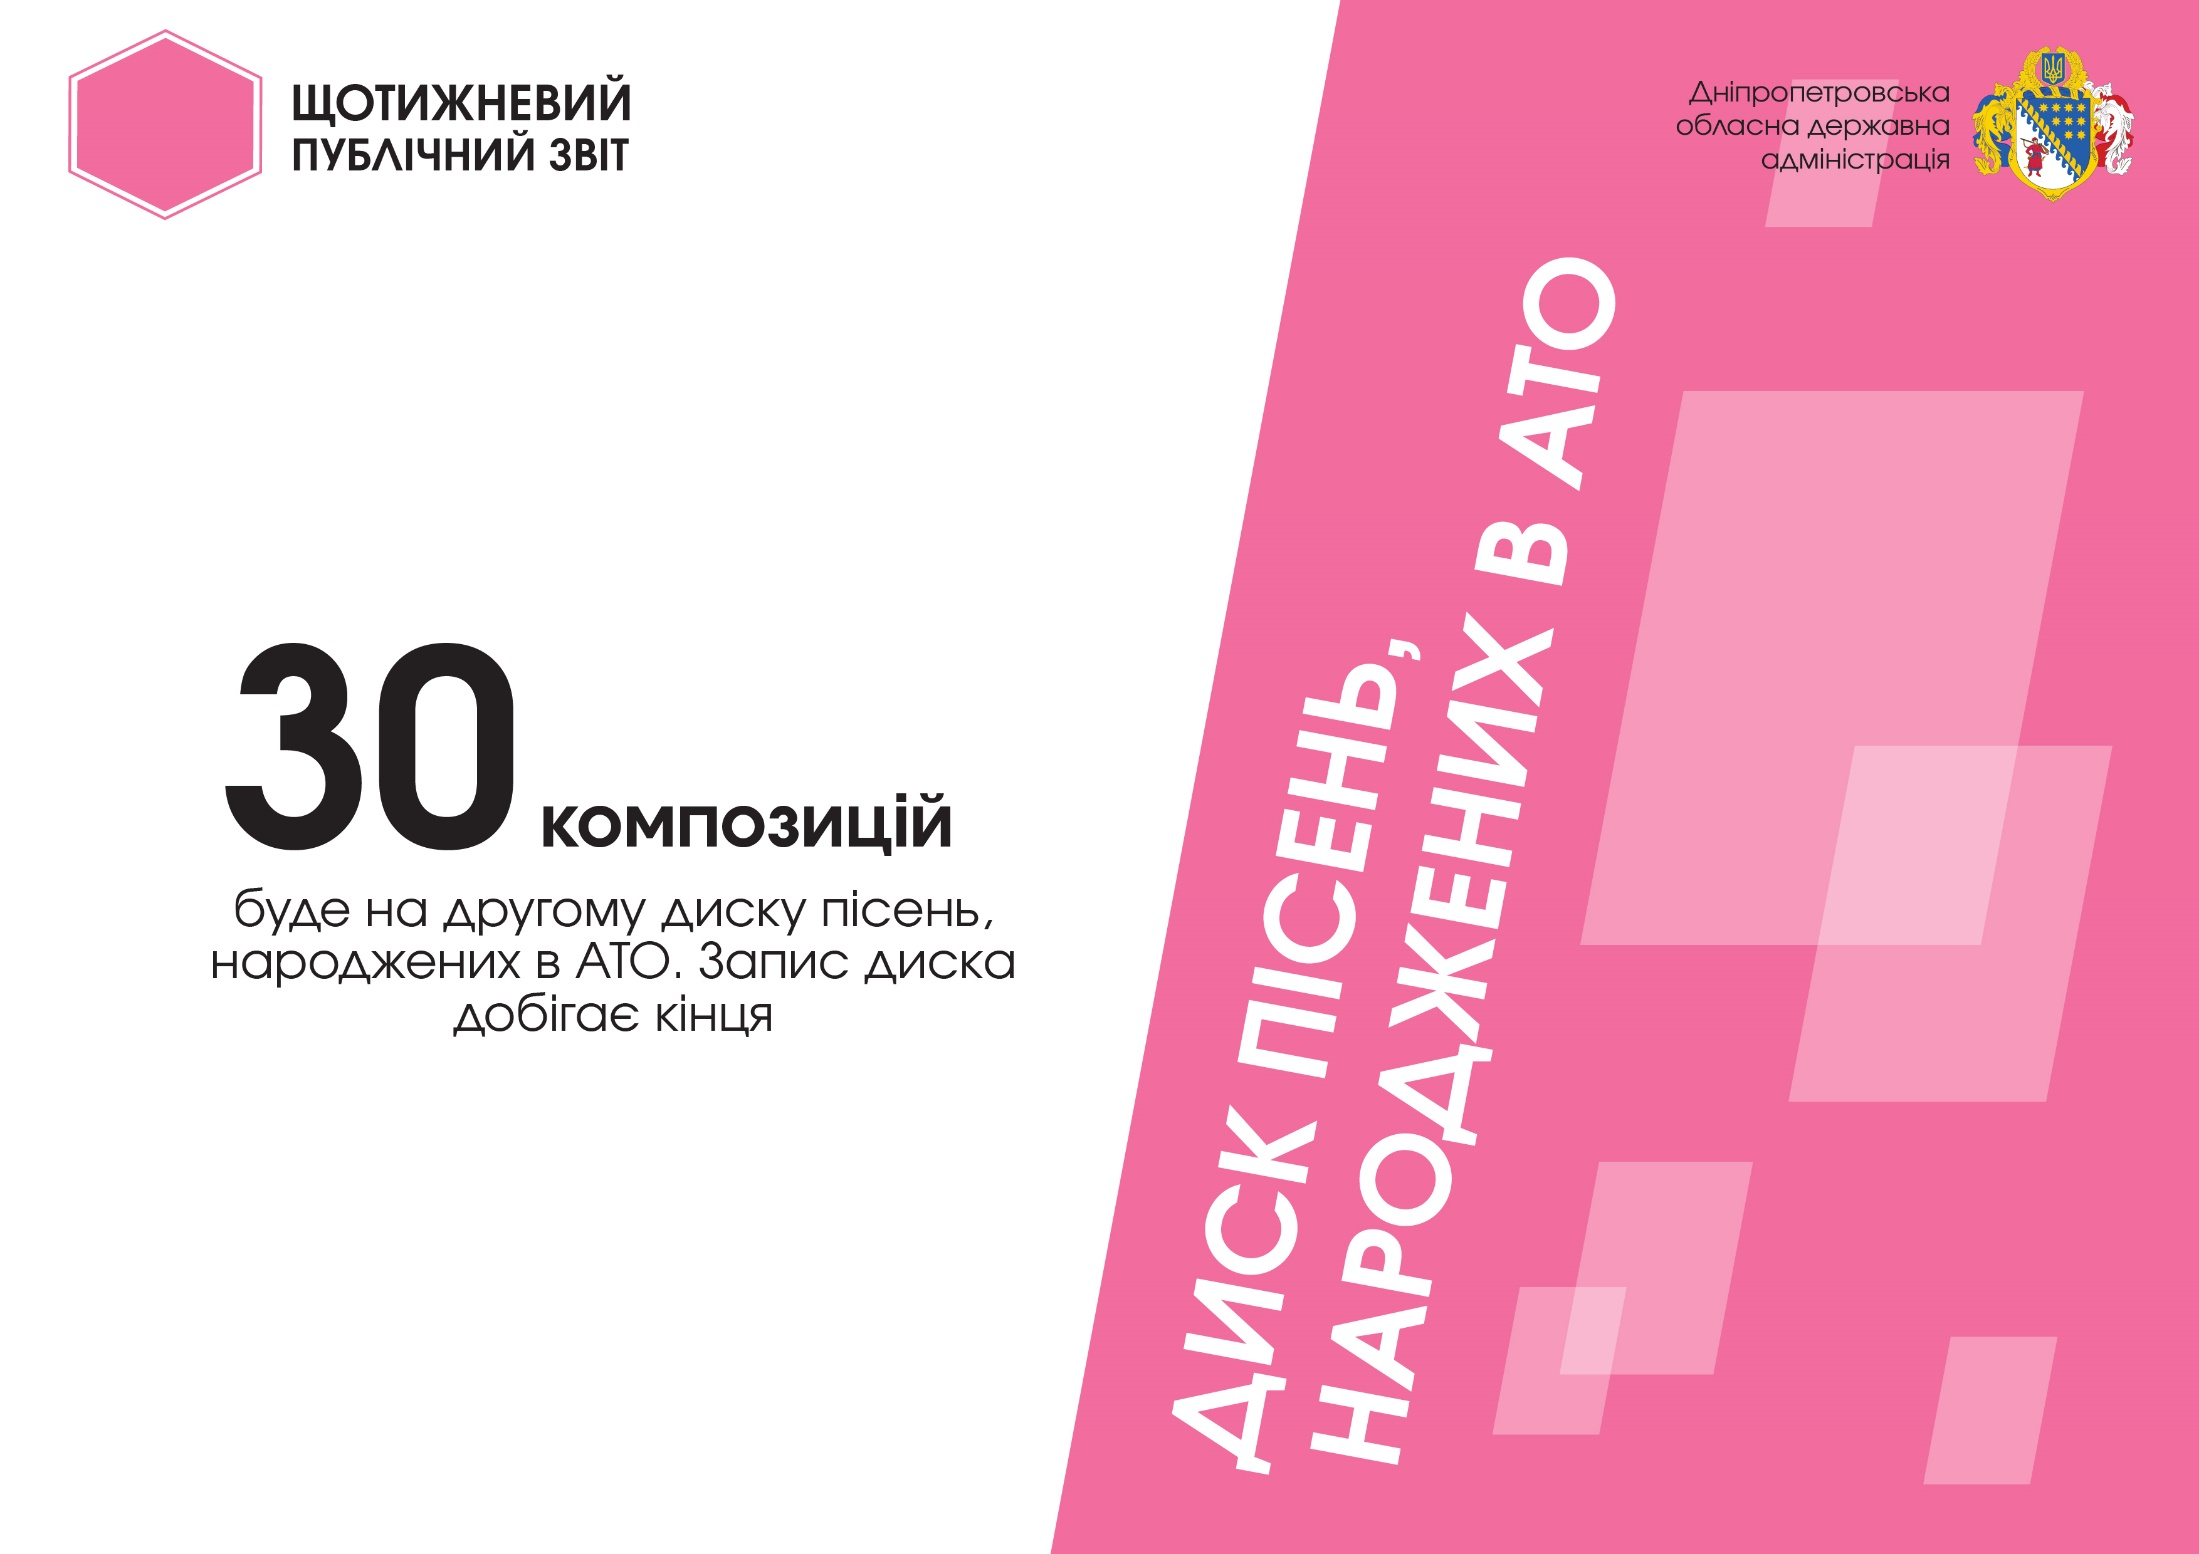 ЩОТИЖНЕВИЙ
ПУБЛІЧНИЙ ЗВІТ
Дніпропетровська
обласна державна
адміністрація
30 композицій
буде на другому диску пісень,
народжених в АТО. Запис диска
добігає кінця
ДИСК ПІСЕНЬ,
НАРОДЖЕНИХ В АТО